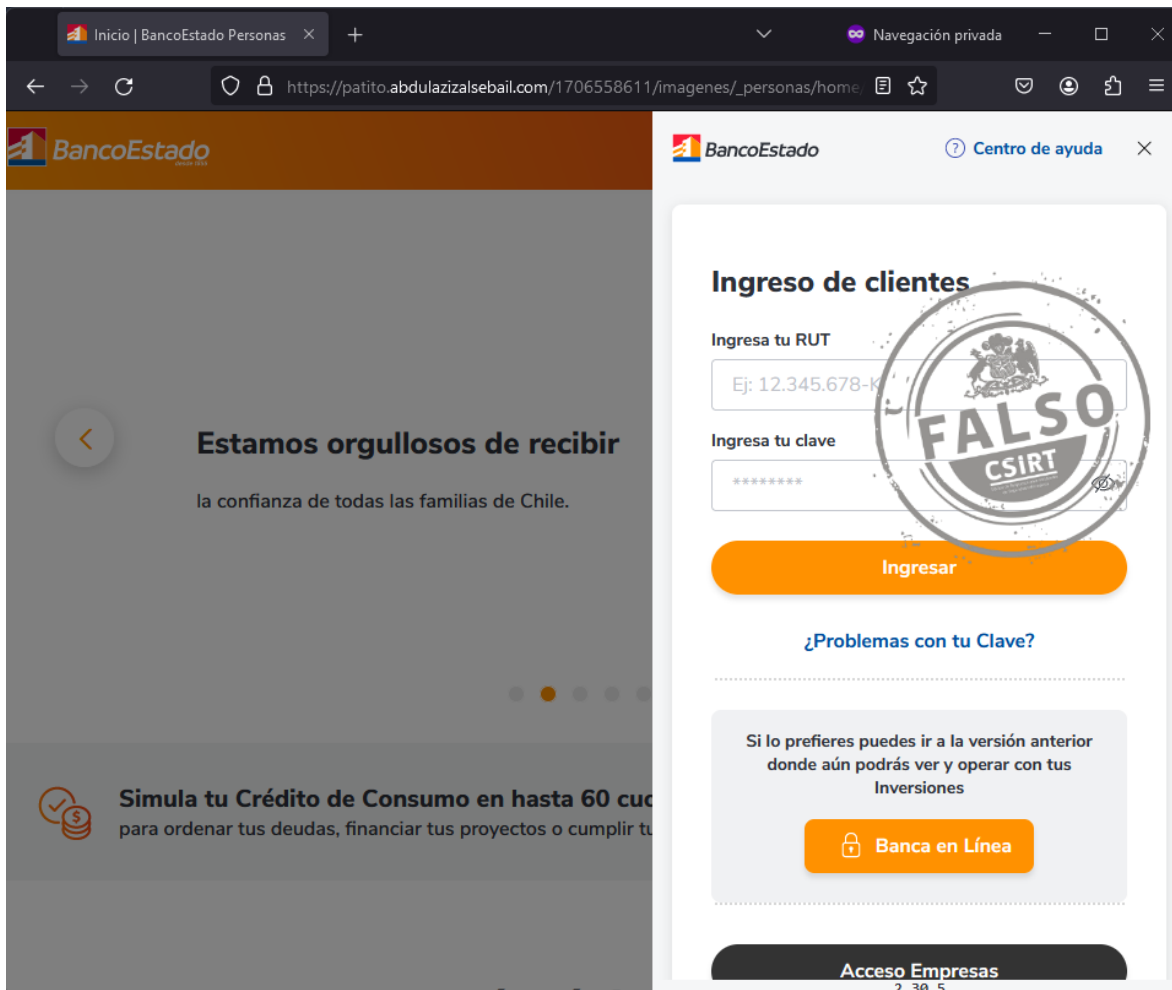 Inicio | BancoEstado Personas
Navegación privada
https://patito.abdulazizalsebail.com/1706558611/imagenes/_personas/home/
BancoEstado
BancoEstado
Centro de ayuda
Ingreso de clientes
Ingresa tu RUT
Ej: 12.345.678-K
Ingresa tu clave
********
FALSO
CSIRT
Ingresar
¿Problemas con tu Clave?
Estamos orgullosos de recibir
la confianza de todas las familias de Chile.
Si lo prefieres puedes ir a la versión anterior
donde aún podrás ver y operar con tus
Inversiones
Banca en Línea
Simula tu Crédito de Consumo en hasta 60 cuo
para ordenar tus deudas, financiar tus proyectos o cumplir tu
Acceso Empresas